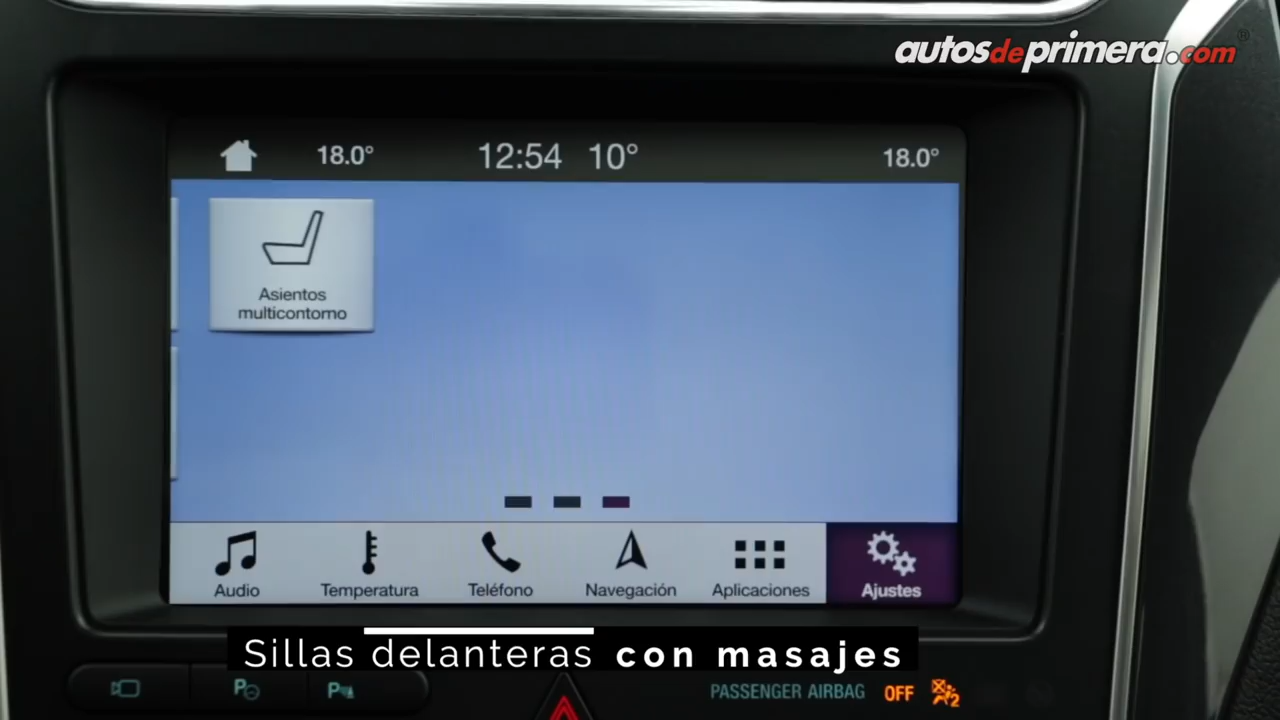 autosdeprimera.com®
18.0° 12:54 10° 18.0°
Asientos
multicontorno
Audio Temperatura Teléfono Navegación Aplicaciones Ajustes
Sillas delanteras con masajes
P P PASSENGER AIRBAG OFF 2